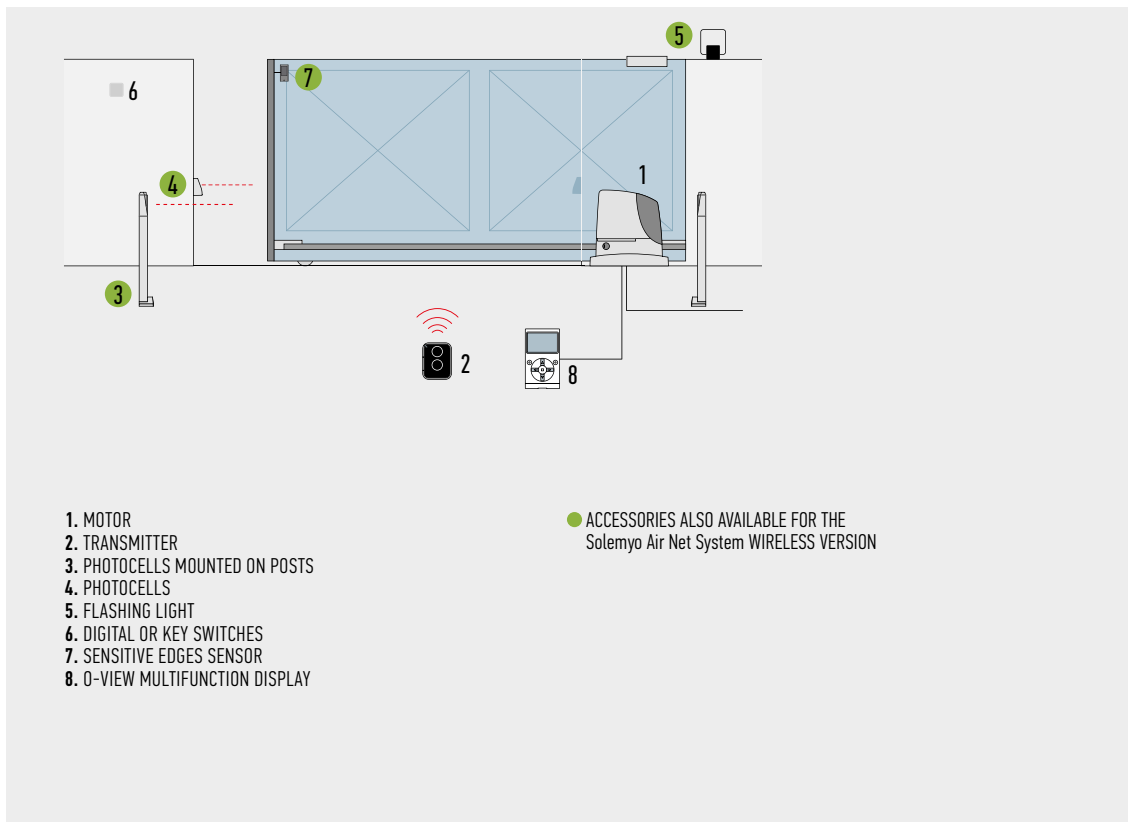 5
7
6
4
1
3
2
8
1. MOTOR
2. TRANSMITTER
3. PHOTOCELLS MOUNTED ON POSTS
4. PHOTOCELLS
5. FLASHING LIGHT
6. DIGITAL OR KEY SWITCHES
7. SENSITIVE EDGES SENSOR
8. O-VIEW MULTIFUNCTION DISPLAY
ACCESSORIES ALSO AVAILABLE FOR THE
Solemyo Air Net System WIRELESS VERSION